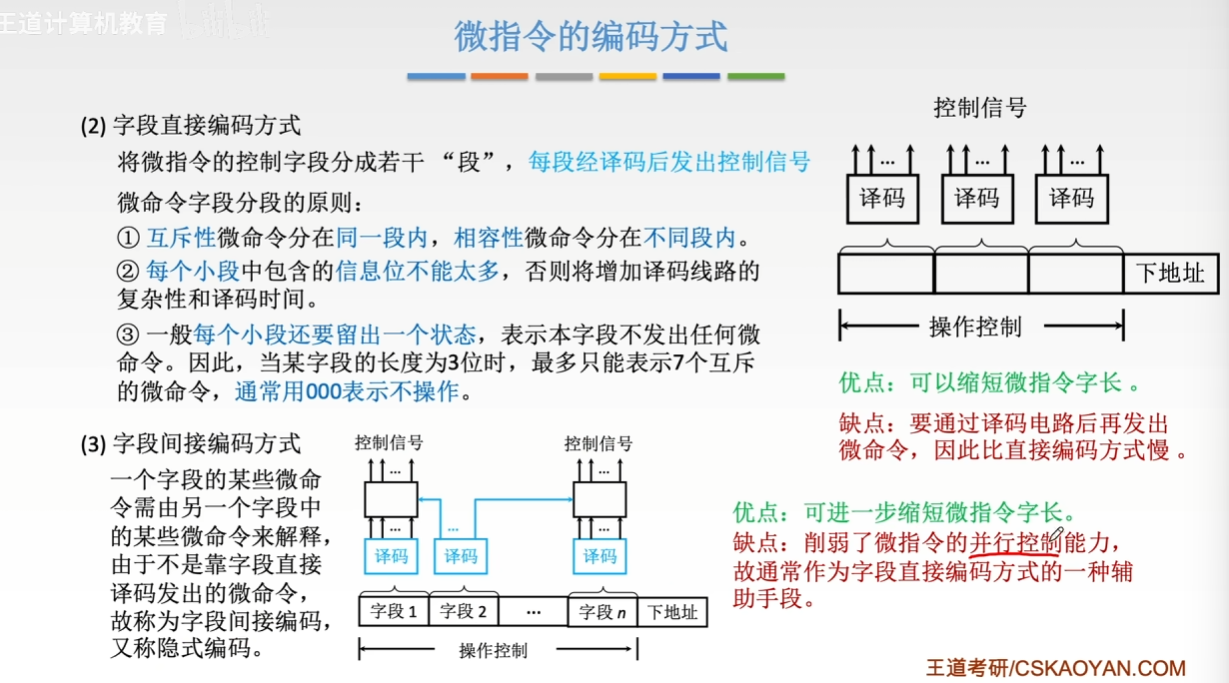 王道计算机教育
微指令的编码方式
(2) 字段直接编码方式
将微指令的控制字段分成若干 “段”，每段经译码后发出控制信号
微命令字段分段的原则：
① 互斥性微命令分在同一段内，相容性微命令分在不同段内。
② 每个小段中包含的信息位不能太多，否则将增加译码线路的
复杂性和译码时间。
③ 一般每个小段还要留出一个状态，表示本字段不发出任何微
命令。因此，当某字段的长度为3位时，最多只能表示7个互斥
的微命令，通常用000表示不操作。
控制信号
... ... ...
译码 译码 译码
下地址
操作控制
优点：可以缩短微指令字长 。
缺点：要通过译码电路后再发出
微命令，因此比直接编码方式慢 。
(3) 字段间接编码方式
一个字段的某些微命
令需由另一个字段中
的某些微命令来解释，
由于不是靠字段直接
译码发出的微命令，
故称为字段间接编码，
又称隐式编码。
控制信号 控制信号
... ...
... ... ...
译码 译码 译码
字段 1 字段 2 ... 字段 n 下地址
操作控制
优点：可进一步缩短微指令字长。
缺点：削弱了微指令的并行控制能力，
故通常作为字段直接编码方式的一种辅
助手段。
王道考研/CSKAOYAN.COM